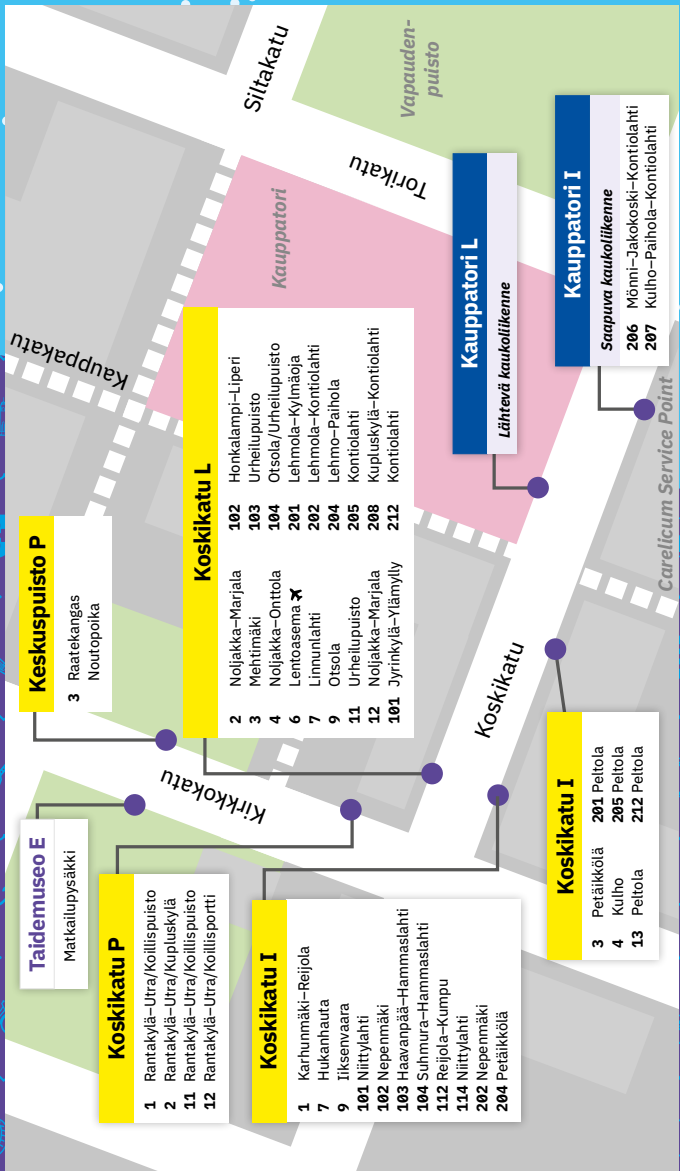 Siltakatu
Vapauden-
puisto
Torikatu
Kauppatori
Kauppakatu
Kauppatori L
Lähtevä kaukoliikenne
Kauppatori I
Saapuva kaukoliikenne
206 Mönni–Jakokoski–Kontiolahti
207 Kulho–Paihola–Kontiolahti
Carelicum Service Point
Keskuspuisto P
3 Raatekangas
Noutopoika
Koskikatu L
2 Noljakka–Marjala
3 Mehtimäki
4 Noljakka–Onttola
6 Lentoasema
7 Linnunlahti
9 Otsola
11 Urheilupuisto
12 Noljakka–Marjala
101 Jyrinkylä–Ylämylly
102 Honkalampi–Liperi
103 Urheilupuisto
104 Otsola/Urheilupuisto
201 Lehmola–Kylmäoja
202 Lehmola–Kontiolahti
204 Lehmo–Paihola
205 Kontiolahti
208 Kupluskylä–Kontiolahti
212 Kontiolahti
Koskikatu
Kirkkokatu
Taidemuseo E
Matkailupysäkki
Koskikatu P
1 Rantakylä–Utra/Koillispuisto
2 Rantakylä–Utra/Kupluskylä
11 Rantakylä–Utra/Koillispuisto
12 Rantakylä–Utra/Koillisportti
Koskikatu I
1 Karhunmäki–Reijola
7 Hukanhauta
9 Iiksenvaara
101 Niittylahti
102 Nepenmäki
103 Haavanpää–Hammaslahti
104 Suhmura–Hammaslahti
112 Reijola–Kumpu
114 Niittylahti
202 Nepenmäki
204 Petäikkölä
Koskikatu I
3 Petäikkölä
4 Kulho
13 Peltola
201 Peltola
205 Peltola
212 Peltola